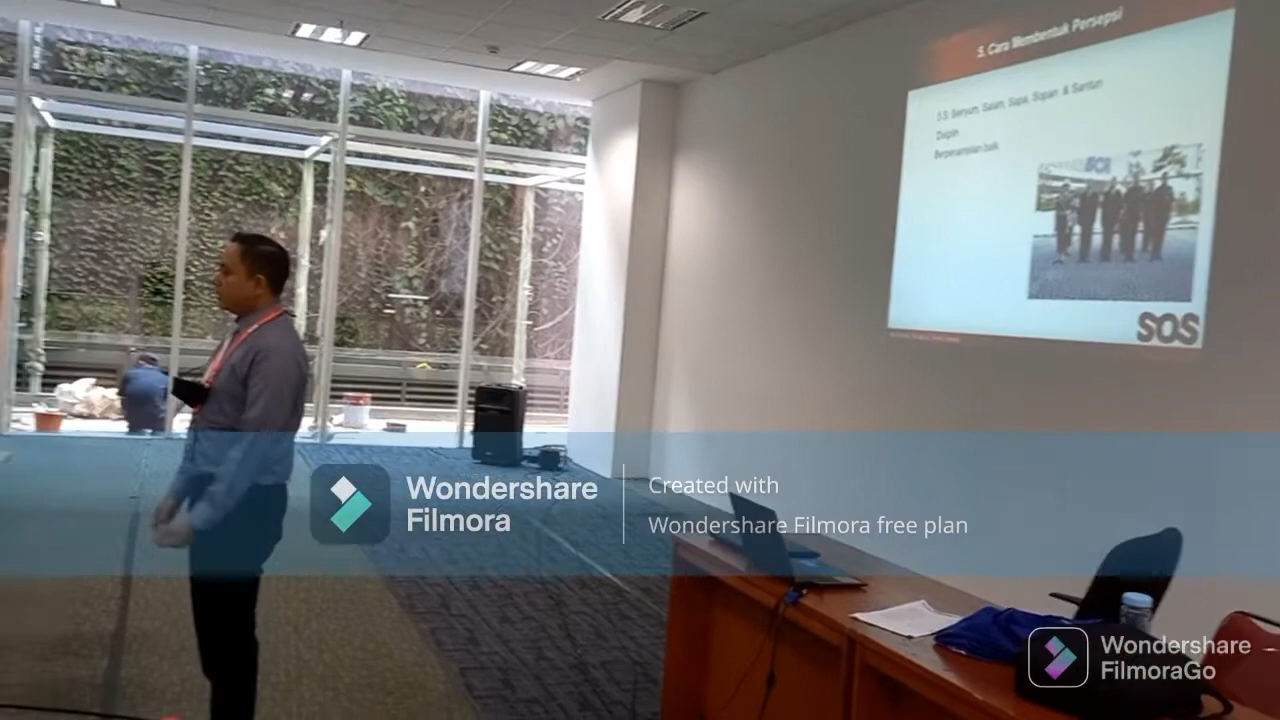 5. Cara Membentuk Persepsi
5 S: Senyum, Salam, Sapa, Sopan & Santun
Disiplin
Berpenampilan baik
SOS
Wondershare
Filmora
Created with
Wondershare Filmora free plan
Wondershare
FilmoraGo